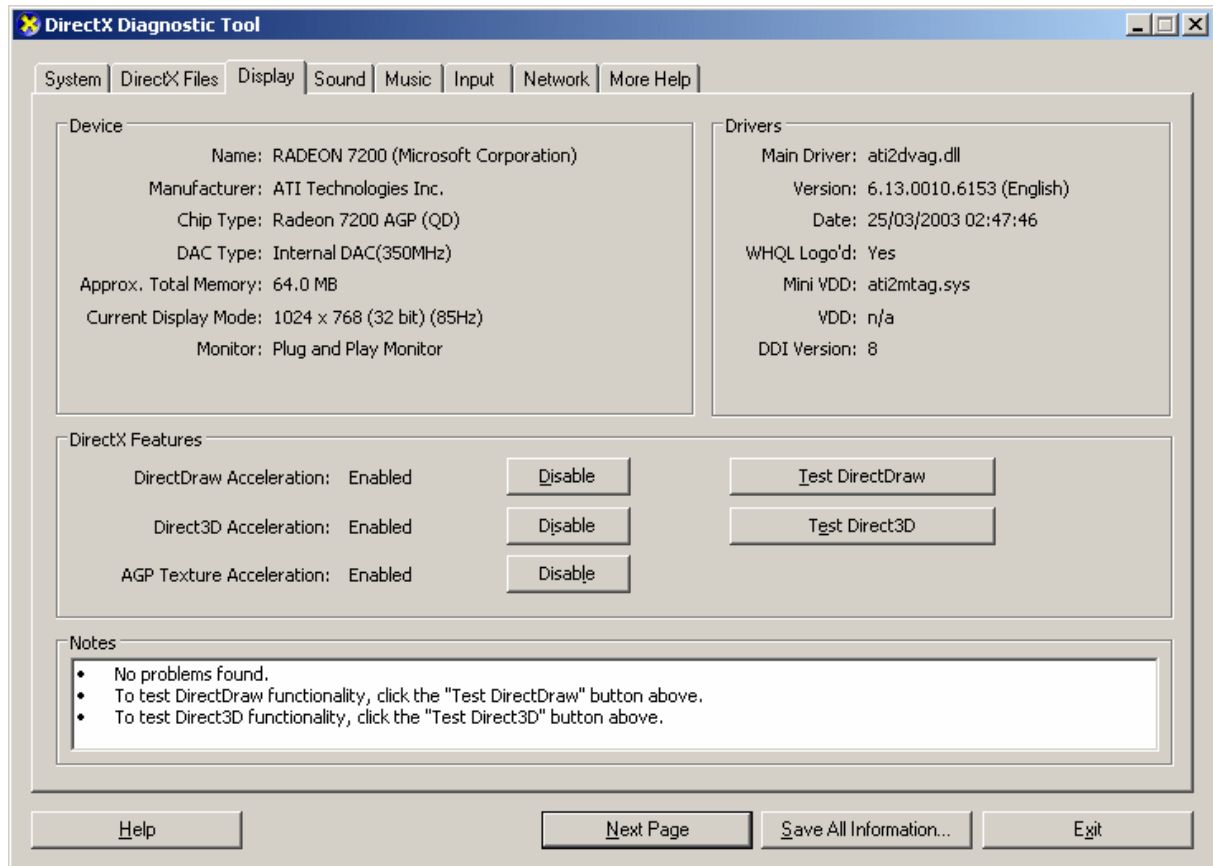 DirectX Diagnostic Tool
System DirectX Files Display Sound Music Input Network More Help
Device
Name: RADEON 7200 (Microsoft Corporation)
Manufacturer: ATI Technologies Inc.
Chip Type: Radeon 7200 AGP (QD)
DAC Type: Internal DAC(350MHz)
Approx. Total Memory: 64.0 MB
Current Display Mode: 1024 x 768 (32 bit) (85Hz)
Monitor: Plug and Play Monitor
Drivers
Main Driver: ati2dvag.dll
Version: 6.13.0010.6153 (English)
Date: 25/03/2003 02:47:46
WHQL Logo'd: Yes
Mini VDD: ati2mtag.sys
VDD: n/a
DDI Version: 8
DirectX Features
DirectDraw Acceleration: Enabled Disable Test DirectDraw
Direct3D Acceleration: Enabled Disable Test Direct3D
AGP Texture Acceleration: Enabled Disable
Notes
• No problems found.
• To test DirectDraw functionality, click the "Test DirectDraw" button above.
• To test Direct3D functionality, click the "Test Direct3D" button above.
Help Next Page Save All Information... Exit